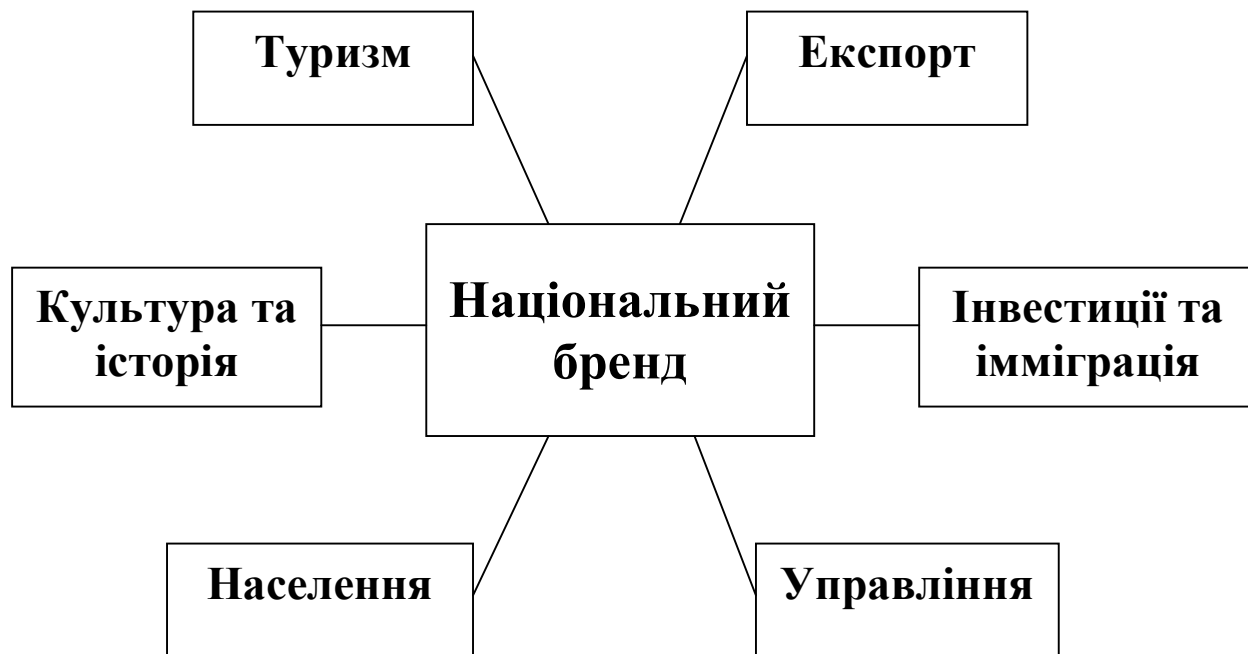 Туризм
Експорт
Національний
бренд
Культура та
історія
Інвестиції та
імміграція
Населення
Управління